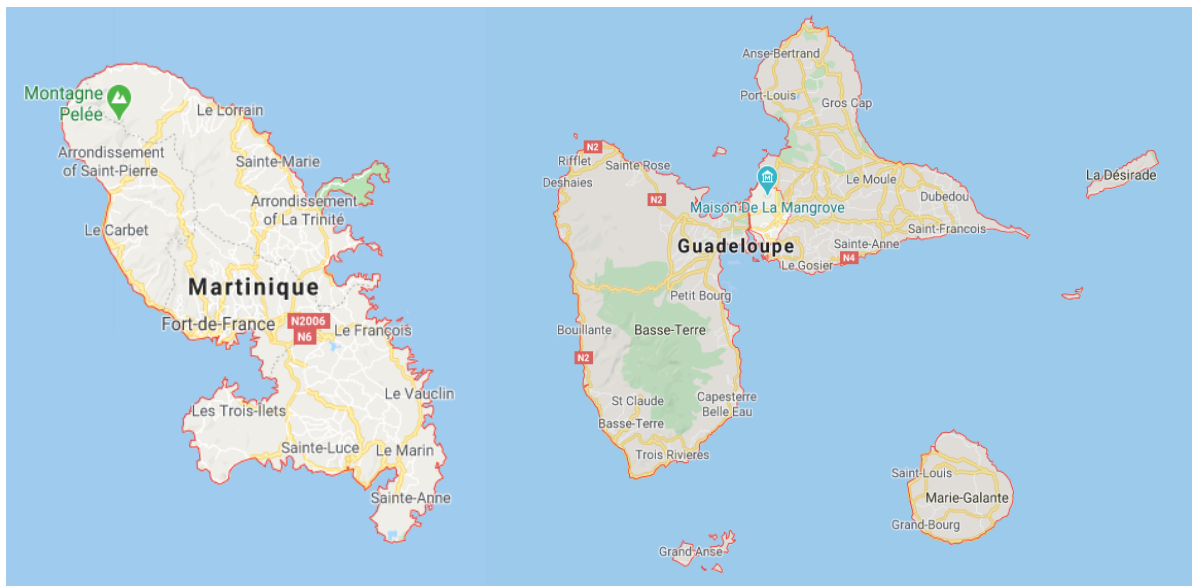 Montagne
Pelée
Le Lorrain
Arrondissement
of Saint-Pierre
Sainte-Marie
Arrondissement
of La Trinité
Le Carbet
Martinique
Fort-de-France
N2006
N6
Le François
Le Vauclin
Les Trois-Îlets
Sainte-Luce
Le Marin
Sainte-Anne
Anse-Bertrand
Port-Louis
Gros Cap
N2
Rifflet
Sainte Rose
Deshaies
N2
Le Moule
La Désirade
Dubedou
Maison De La Mangrove
Saint-Francois
Guadeloupe
Sainte-Anne
N4
Le Gosier
Petit Bourg
Bouillante
Basse-Terre
N2
St Claude
Capesterre
Belle Eau
Basse-Terre
Trois Rivieres
Saint-Louis
Marie-Galante
Grand-Bourg
Grand Anse